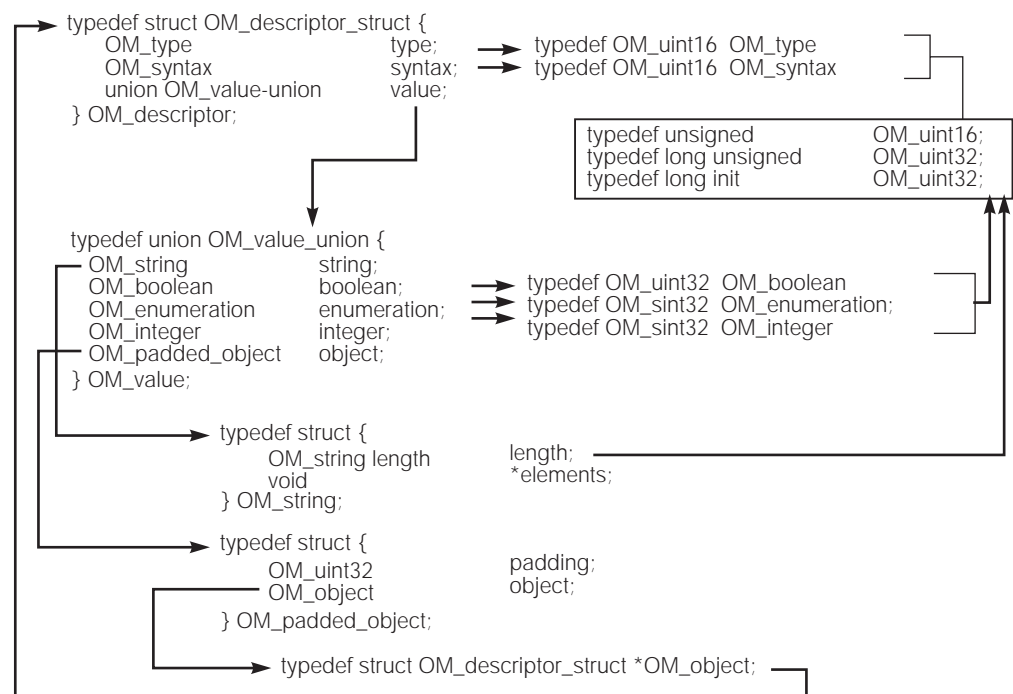 typedef struct OM_descriptor_struct {
OM_type type; typedef OM_uint16 OM_type
OM_syntax syntax; typedef OM_uint16 OM_syntax
union OM_value-union value;
} OM_descriptor;
typedef unsigned OM_uint16;
typedef long unsigned OM_uint32;
typedef long init OM_uint32;
typedef union OM_value_union {
OM_string string;
OM_boolean boolean; typedef OM_uint32 OM_boolean
OM_enumeration enumeration; typedef OM_sint32 OM_enumeration;
OM_integer integer; typedef OM_sint32 OM_integer
OM_padded_object object;
} OM_value;
typedef struct {
OM_string length length;
void *elements;
} OM_string;
typedef struct {
OM_uint32 padding;
OM_object object;
} OM_padded_object;
typedef struct OM_descriptor_struct *OM_object;